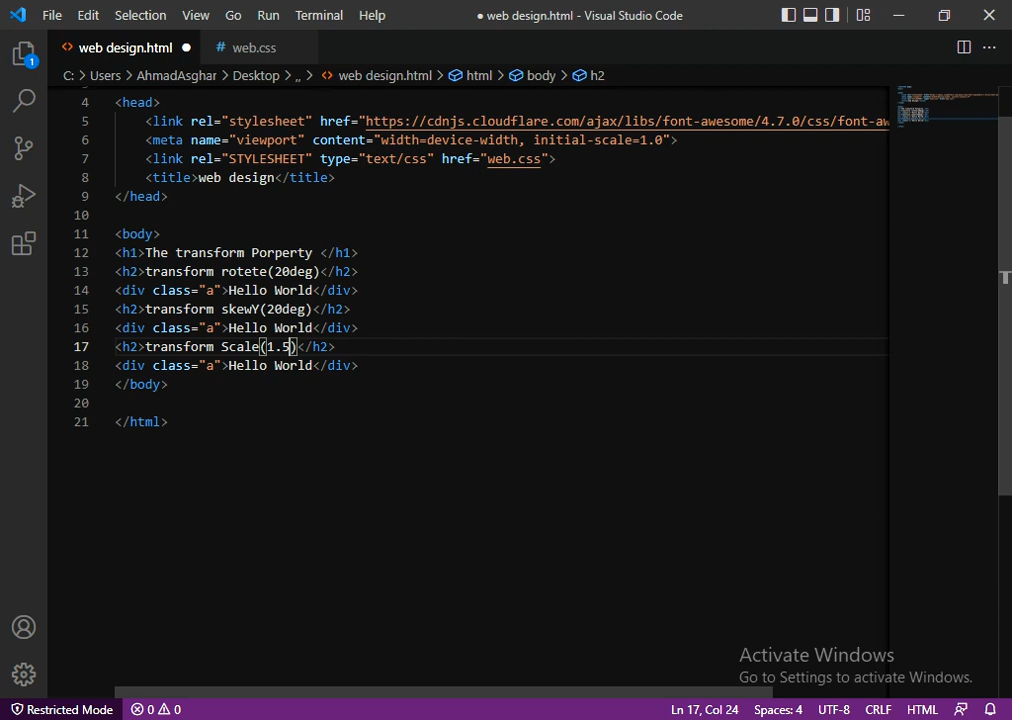 File Edit Selection View Go Run Terminal Help ● web design.html - Visual Studio Code
<> web design.html ● # web.css
C: > Users > AhmadAsghar > Desktop > ,, > <> web design.html > html > body > h2
4 <head>
5 <link rel="stylesheet" href="https://cdnjs.cloudflare.com/ajax/libs/font-awesome/4.7.0/css/font-aw
6 <meta name="viewport" content="width=device-width, initial-scale=1.0">
7 <link rel="STYLESHEET" type="text/css" href="web.css">
8 <title>web design</title>
9 </head>
10
11 <body>
12 <h1>The transform Porperty </h1>
13 <h2>transform rotete(20deg)</h2>
14 <div class="a">Hello World</div>
15 <h2>transform skewY(20deg)</h2>
16 <div class="a">Hello World</div>
17 <h2>transform Scale(1.5)</h2>
18 <div class="a">Hello World</div>
19 </body>
20
21 </html>
1
Activate Windows
Go to Settings to activate Windows.
Restricted Mode 0 0 Ln 17, Col 24 Spaces: 4 UTF-8 CRLF HTML